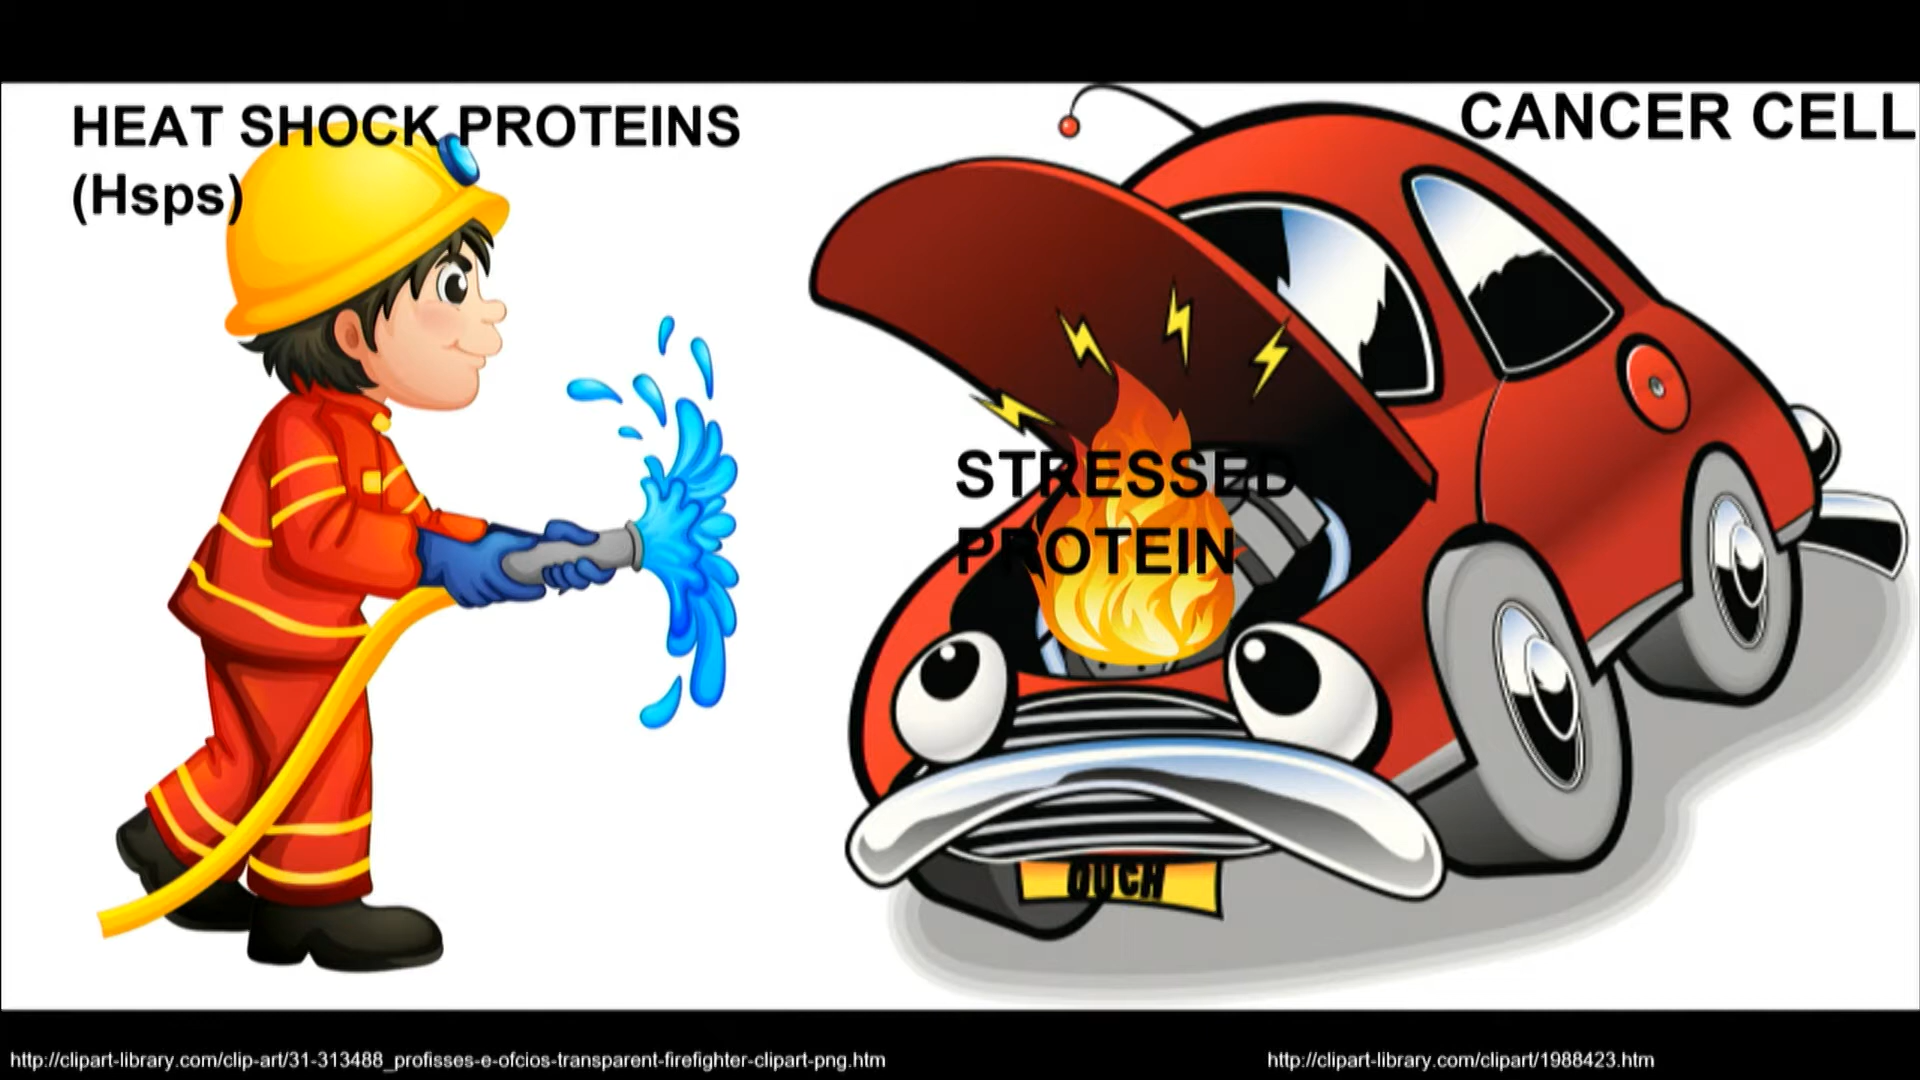 HEAT SHOCK PROTEINS
(Hsps)
CANCER CELL
STRESSED
PROTEIN
OUCH
http://clipart-library.com/clip-art/31-313488_profisses-e-ofcios-transparent-firefighter-clipart-png.htm
http://clipart-library.com/clipart/1988423.htm